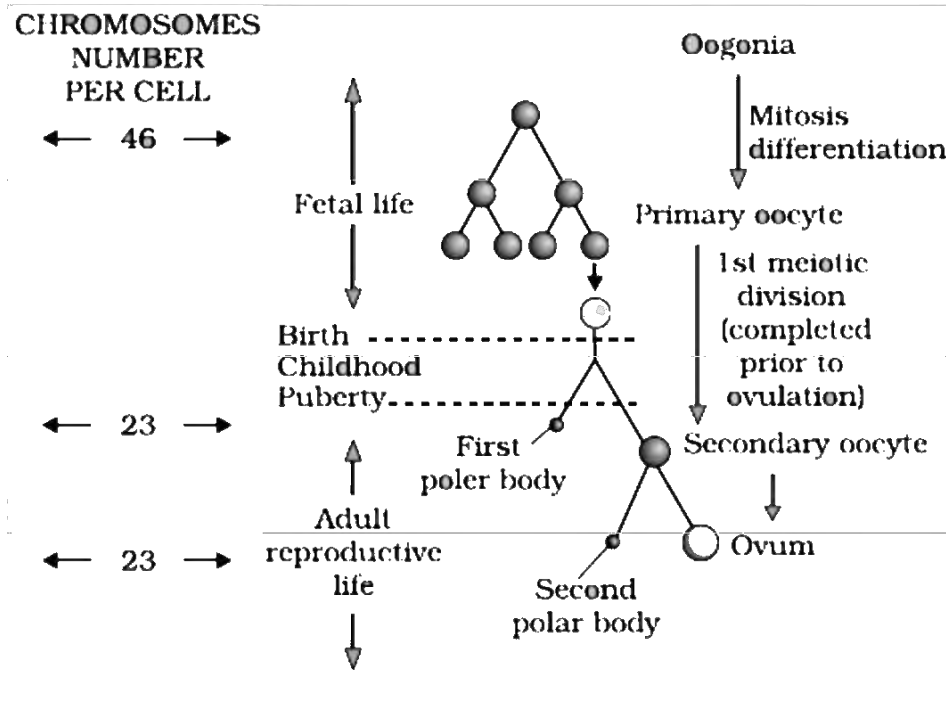 CHROMOSOMES
NUMBER
PER CELL
46
23
23
Fetal life
Birth
Childhood
Puberty
Adult
reproductive
life
First
poler body
Second
polar body
Oogonia
Mitosis
differentiation
Primary oocyte
1st meiotic
division
(completed
prior to
ovulation)
Secondary oocyte
Ovum